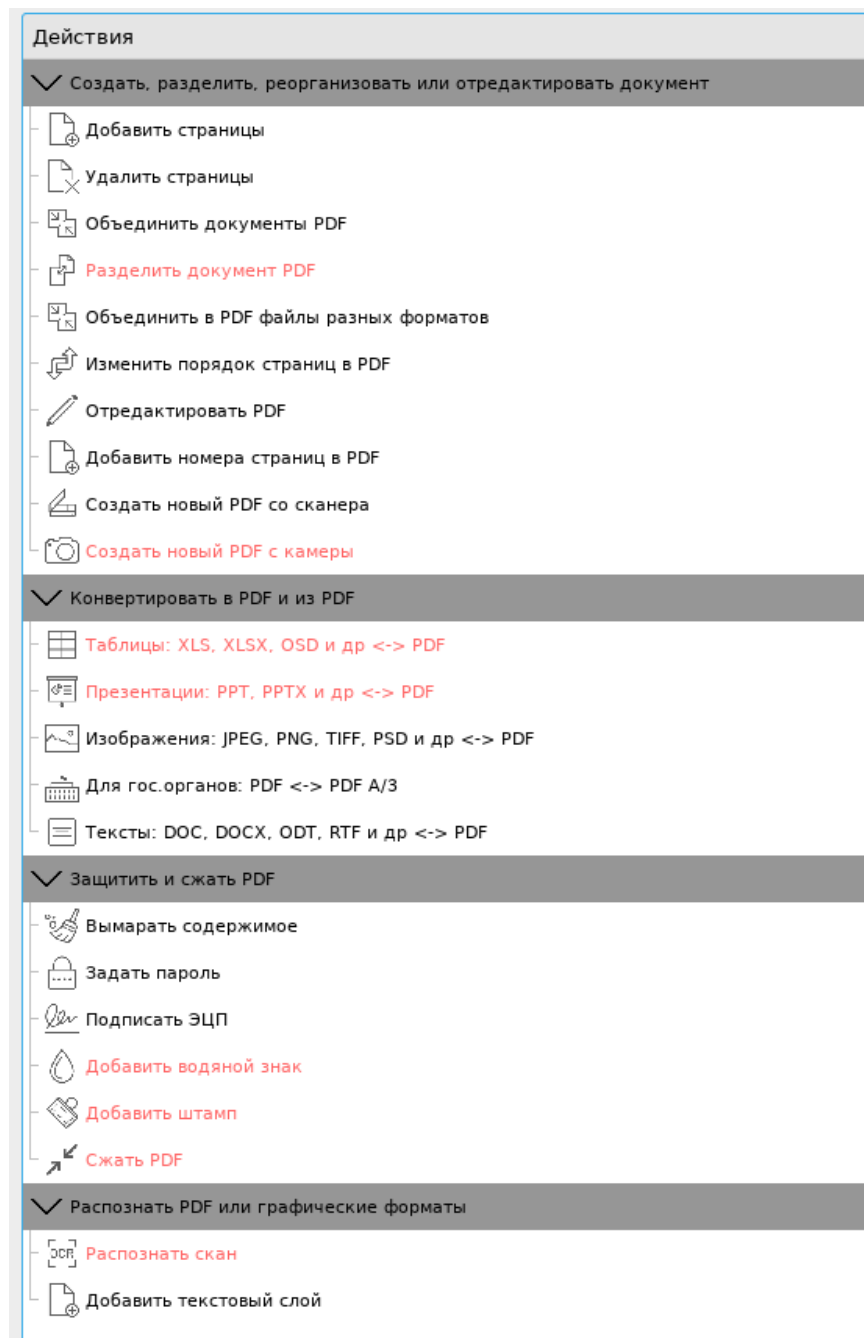 Действия
Создать, разделить, реорганизовать или отредактировать документ
Добавить страницы
Удалить страницы
Объединить документы PDF
Разделить документ PDF
Объединить в PDF файлы разных форматов
Изменить порядок страниц в PDF
Отредактировать PDF
Добавить номера страниц в PDF
Создать новый PDF со сканера
Создать новый PDF с камеры
Конвертировать в PDF и из PDF
Таблицы: XLS, XLSX, OSD и др <-> PDF
Презентации: PPT, PPTX и др <-> PDF
Изображения: JPEG, PNG, TIFF, PSD и др <-> PDF
Для гос.органов: PDF <-> PDF A/3
Тексты: DOC, DOCX, ODT, RTF и др <-> PDF
Защитить и сжать PDF
Вымарать содержимое
Задать пароль
Подписать ЭЦП
Добавить водяной знак
Добавить штамп
Сжать PDF
Распознать PDF или графические форматы
OCR Распознать скан
Добавить текстовый слой